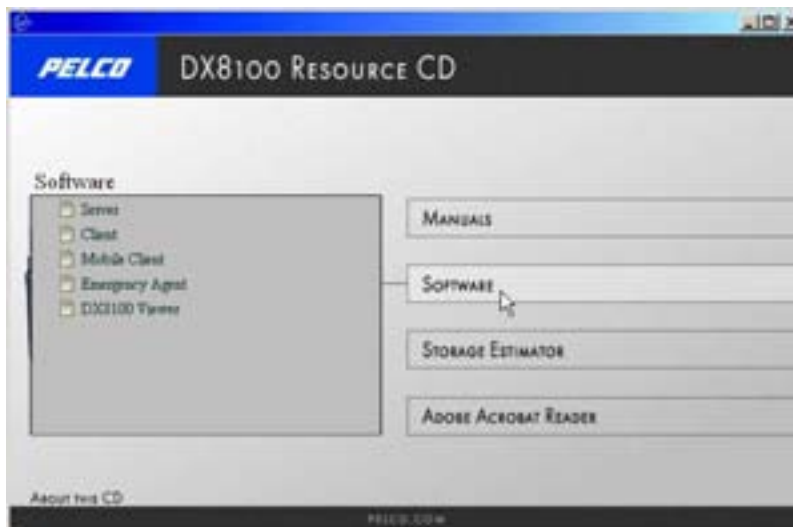 PELCO
DX8100 RESOURCE CD
Software
Server
Client
Mobile Client
Emergency Agent
DX8100 Viewer
MANUALS
SOFTWARE
STORAGE ESTIMATOR
ADOBE ACROBAT READER
ABOUT THIS CD
PELCO.COM